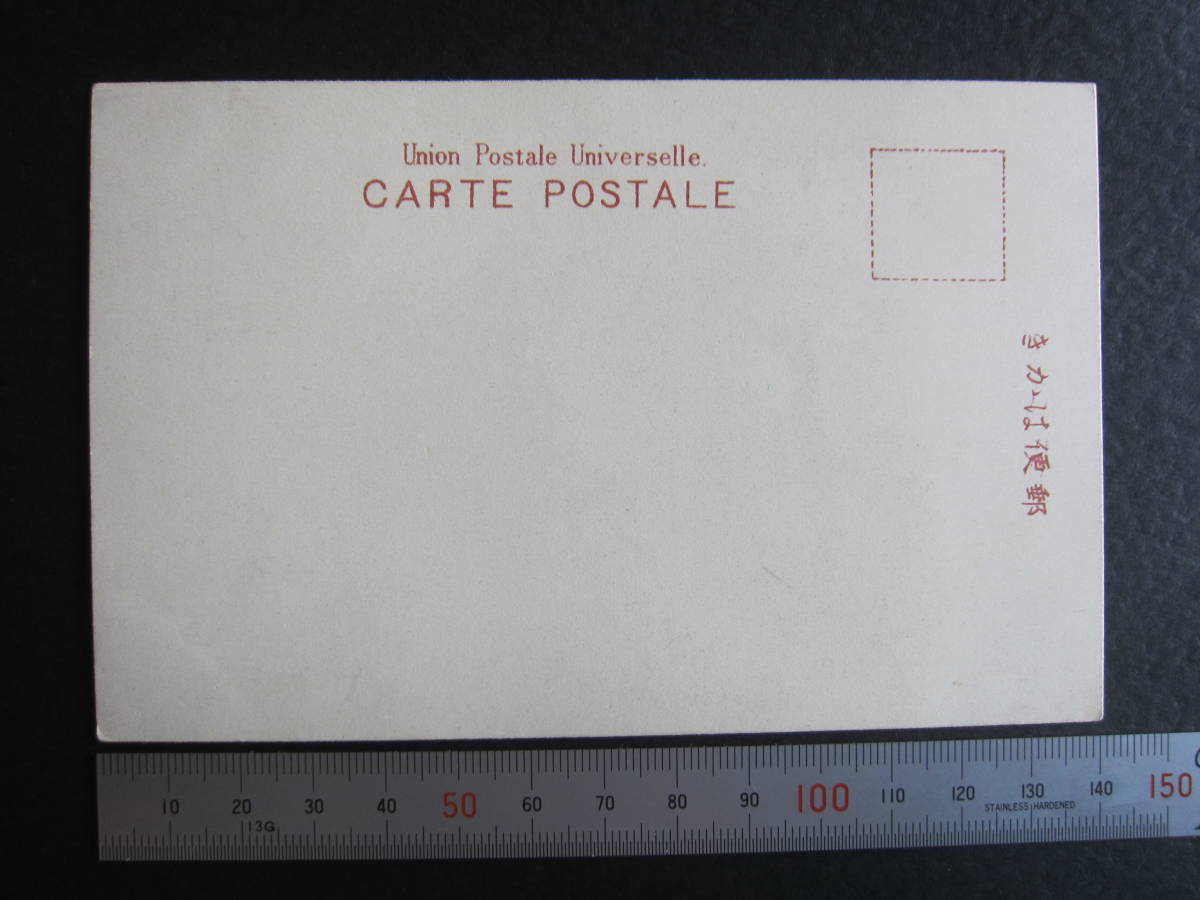 Union Postale Universelle.
CARTE POSTALE
きかゝは便郵
10 20 30 40 50 60 70 80 90 100 110 120 130 140 150
13G
STAINLESS HARDENED